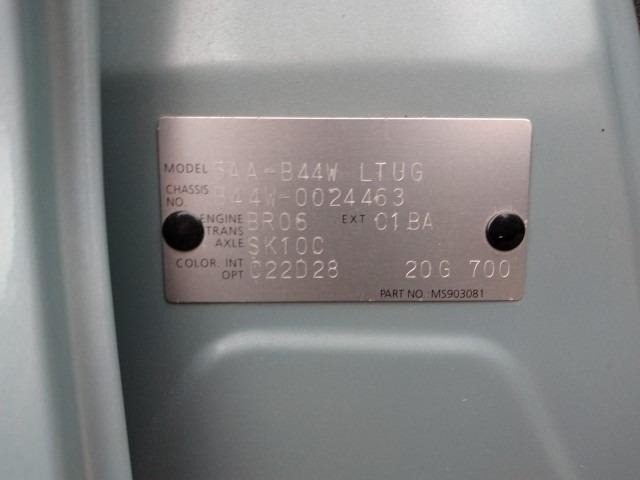 MODEL 5AA-B44W LTUG
CHASSIS NO. B44W-0024463
ENGINE BR06 EXT C1BA
TRANS AXLE SK10C
COLOR. INT OPT C22D28 20G 700
PART NO.: MS903081